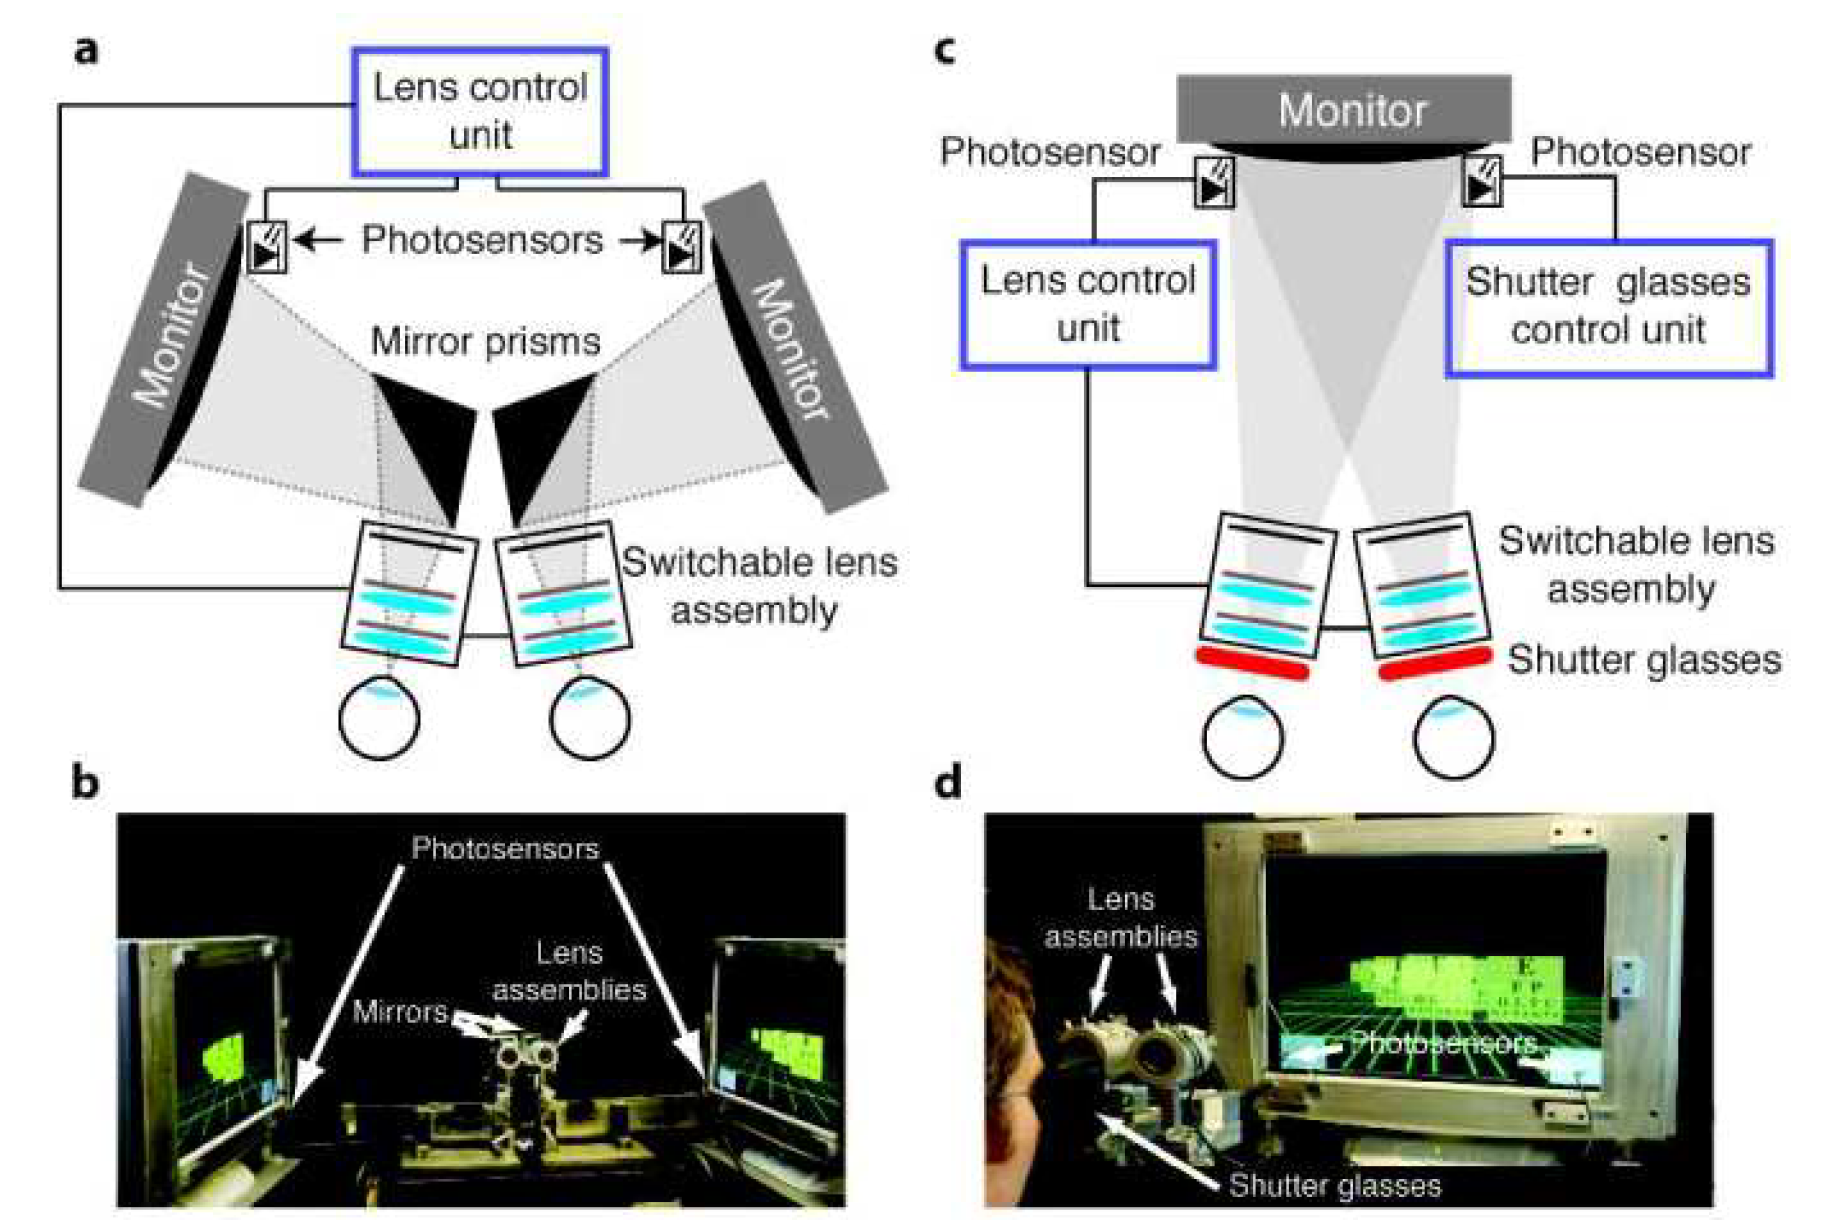 a
Lens control
unit
Photosensors
Monitor
Monitor
Mirror prisms
Switchable lens
assembly
b
Photosensors
Lens
assemblies
Mirrors
c
Monitor
Photosensor
Photosensor
Lens control
unit
Shutter glasses
control unit
Switchable lens
assembly
Shutter glasses
d
Lens
assemblies
E
F P
Photosensors
Shutter glasses